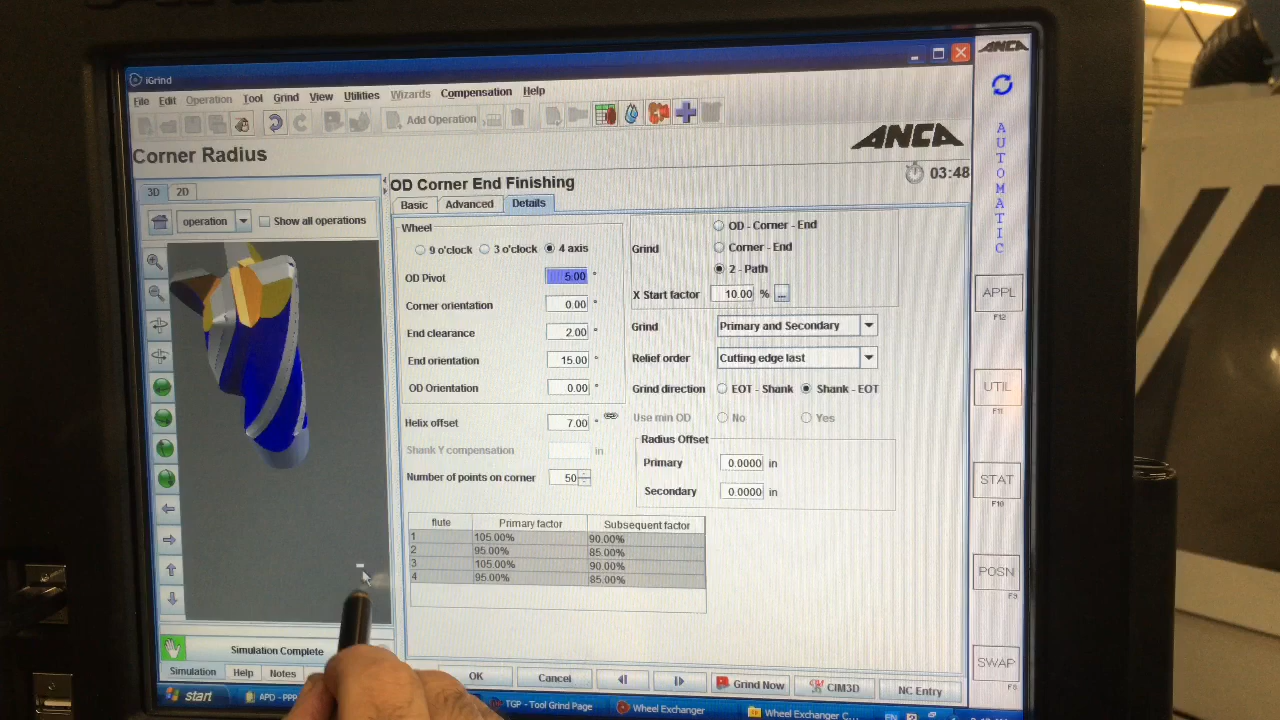 iGrind
ANCA
File Edit Operation Tool Grind View Utilities Wizards Compensation Help
Add Operation
Corner Radius
ANCA
03:48
AUTOMATIC
3D 2D
operation Show all operations
OD Corner End Finishing
Basic Advanced Details
Wheel
9 o'clock 3 o'clock 4 axis
OD Pivot 5.00 °
Corner orientation 0.00 °
End clearance 2.00 °
End orientation 15.00 °
OD Orientation 0.00 °
Helix offset 7.00 °
Shank Y compensation in
Number of points on corner 50
Grind
OD - Corner - End
Corner - End
2 - Path
X Start factor 10.00 % ...
Grind Primary and Secondary
Relief order Cutting edge last
Grind direction EOT - Shank Shank - EOT
Use min OD No Yes
Radius Offset
Primary 0.0000 in
Secondary 0.0000 in
flute Primary factor Subsequent factor
1 105.00% 90.00%
2 95.00% 85.00%
3 105.00% 90.00%
4 95.00% 85.00%
Simulation Complete
Simulation Help Notes
OK Cancel Grind Now CIM3D NC Entry
start APD - PPP TGP - Tool Grind Page Wheel Exchanger Wheel Exchanger C... EN
APPL
F12
UTIL
F11
STAT
F10
POSN
F9
SWAP
F8